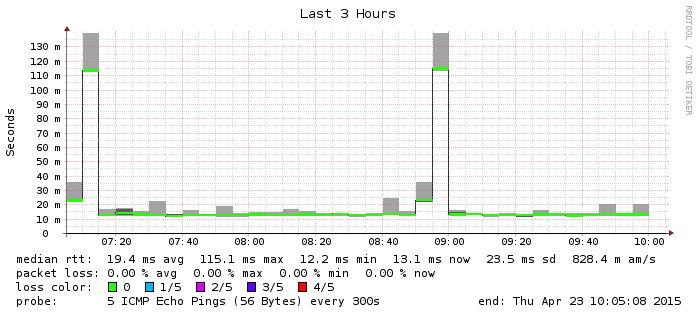 Last 3 Hours
RRDTOOL / TOBI OETIKER
Seconds
130 m
120 m
110 m
100 m
90 m
80 m
70 m
60 m
50 m
40 m
30 m
20 m
10 m
0
07:20 07:40 08:00 08:20 08:40 09:00 09:20 09:40 10:00
median rtt: 19.4 ms avg 115.1 ms max 12.2 ms min 13.1 ms now 23.5 ms sd 828.4 m am/s
packet loss: 0.00 % avg 0.00 % max 0.00 % min 0.00 % now
loss color: 0 1/5 2/5 3/5 4/5
probe: 5 ICMP Echo Pings (56 Bytes) every 300s end: Thu Apr 23 10:05:08 2015